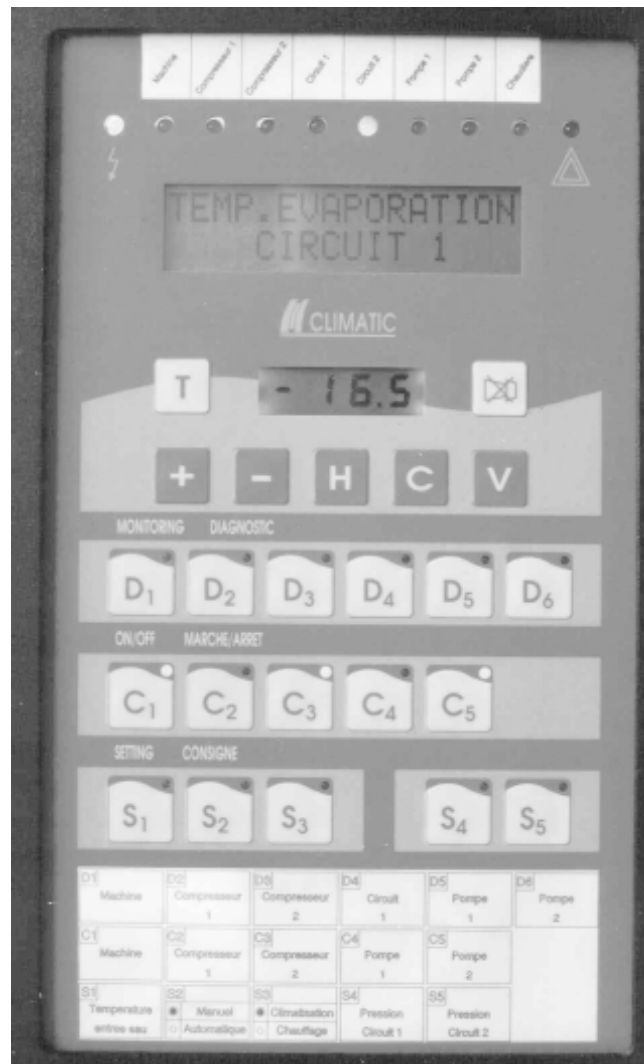 Machine
Compresseur 1
Compresseur 2
Circuit 1
Circuit 2
Pompe 1
Pompe 2
Chaudiere
TEMP.EVAPORATION
CIRCUIT 1
CLIMATIC
T
-16.5
+ - H C V
MONITORING DIAGNOSTIC
D1 D2 D3 D4 D5 D6
ON/OFF MARCHE/ARRET
C1 C2 C3 C4 C5
SETTING CONSIGNE
S1 S2 S3 S4 S5
D1 Machine
D2 Compresseur 1
D3 Compresseur 2
D4 Circuit 1
D5 Pompe 1
D6 Pompe 2
C1 Machine
C2 Compresseur 1
C3 Compresseur 2
C4 Pompe 1
C5 Pompe 2
S1 Temperature entree eau
S2 Manuel
Automatique
S3 Climatisation
Chauffage
S4 Pression Circuit 1
S5 Pression Circuit 2